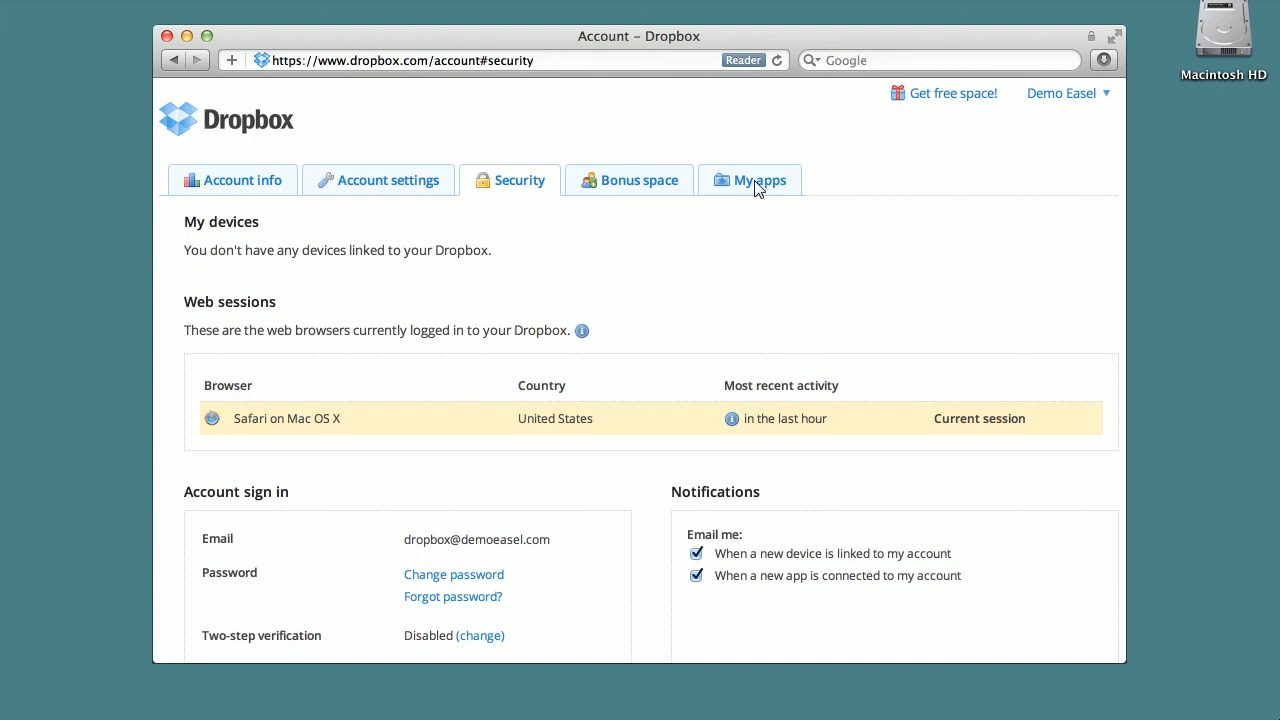 Account – Dropbox
https://www.dropbox.com/account#security
Reader
Google
Macintosh HD
Get free space!
Demo Easel
Dropbox
Account info
Account settings
Security
Bonus space
My apps
My devices
You don't have any devices linked to your Dropbox.
Web sessions
These are the web browsers currently logged in to your Dropbox.
Browser Country Most recent activity
Safari on Mac OS X United States in the last hour Current session
Account sign in
Email dropbox@demoeasel.com
Password Change password
Forgot password?
Two-step verification Disabled (change)
Notifications
Email me:
When a new device is linked to my account
When a new app is connected to my account